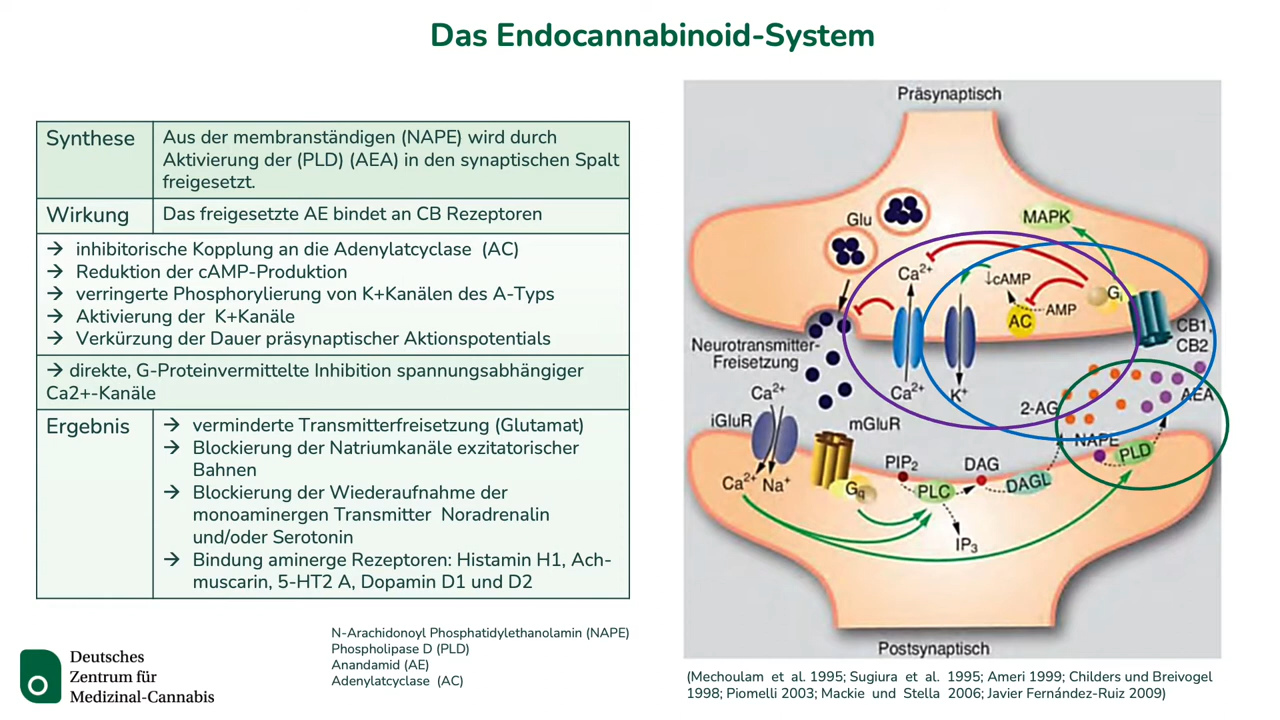 Das Endocannabinoid-System
Synthese
Aus der membranständigen (NAPE) wird durch
Aktivierung der (PLD) (AEA) in den synaptischen Spalt
freigesetzt.
Wirkung
Das freigesetzte AE bindet an CB Rezeptoren
→ inhibitorische Kopplung an die Adenylatcyclase (AC)
→ Reduktion der cAMP-Produktion
→ verringerte Phosphorylierung von K+Kanälen des A-Typs
→ Aktivierung der K+Kanäle
→ Verkürzung der Dauer präsynaptischer Aktionspotentials
→ direkte, G-Proteinvermittelte Inhibition spannungsabhängiger
Ca2+-Kanäle
Ergebnis
→ verminderte Transmitterfreisetzung (Glutamat)
→ Blockierung der Natriumkanäle exzitatorischer
Bahnen
→ Blockierung der Wiederaufnahme der
monoaminergen Transmitter Noradrenalin
und/oder Serotonin
→ Bindung aminerge Rezeptoren: Histamin H1, Ach-
muscarin, 5-HT2 A, Dopamin D1 und D2
N-Arachidonoyl Phosphatidylethanolamin (NAPE)
Phospholipase D (PLD)
Anandamid (AE)
Adenylatcyclase (AC)
Deutsches
Zentrum für
Medizinal-Cannabis
Präsynaptisch
Glu
MAPK
Ca2+
↓cAMP
Gi
AMP
AC
CB1,
CB2
Neurotransmitter-
Freisetzung
Ca2+
Ca2+
K+
2-AG
AEA
iGluR
mGluR
NAPE
PLD
PIP2
DAG
Ca2+
Na+
Gq
PLC
DAGL
IP3
Postsynaptisch
(Mechoulam et al. 1995; Sugiura et al. 1995; Ameri 1999; Childers und Breivogel
1998; Piomelli 2003; Mackie und Stella 2006; Javier Fernández-Ruiz 2009)